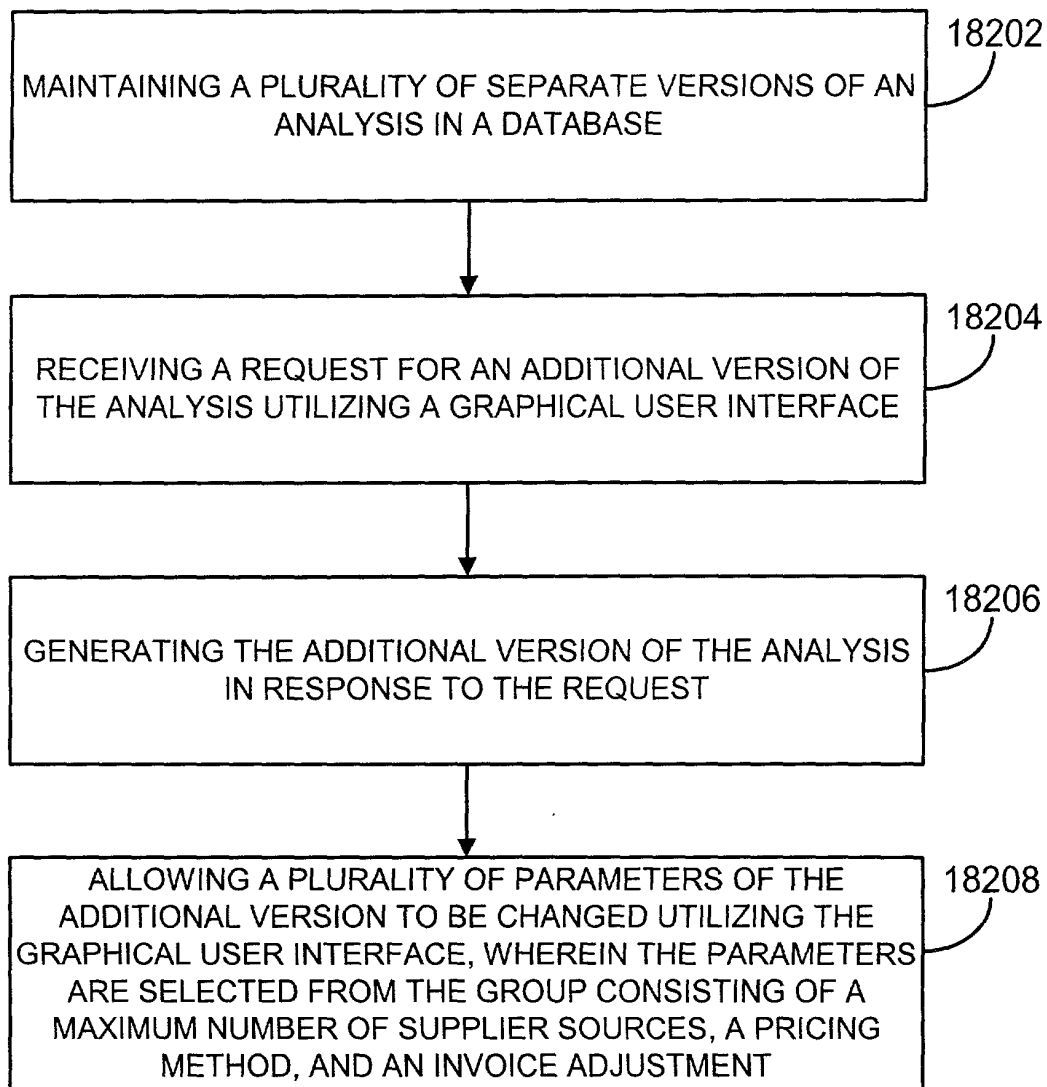 18202
MAINTAINING A PLURALITY OF SEPARATE VERSIONS OF AN
ANALYSIS IN A DATABASE
18204
RECEIVING A REQUEST FOR AN ADDITIONAL VERSION OF
THE ANALYSIS UTILIZING A GRAPHICAL USER INTERFACE
18206
GENERATING THE ADDITIONAL VERSION OF THE ANALYSIS
IN RESPONSE TO THE REQUEST
18208
ALLOWING A PLURALITY OF PARAMETERS OF THE
ADDITIONAL VERSION TO BE CHANGED UTILIZING THE
GRAPHICAL USER INTERFACE, WHEREIN THE PARAMETERS
ARE SELECTED FROM THE GROUP CONSISTING OF A
MAXIMUM NUMBER OF SUPPLIER SOURCES, A PRICING
METHOD, AND AN INVOICE ADJUSTMENT